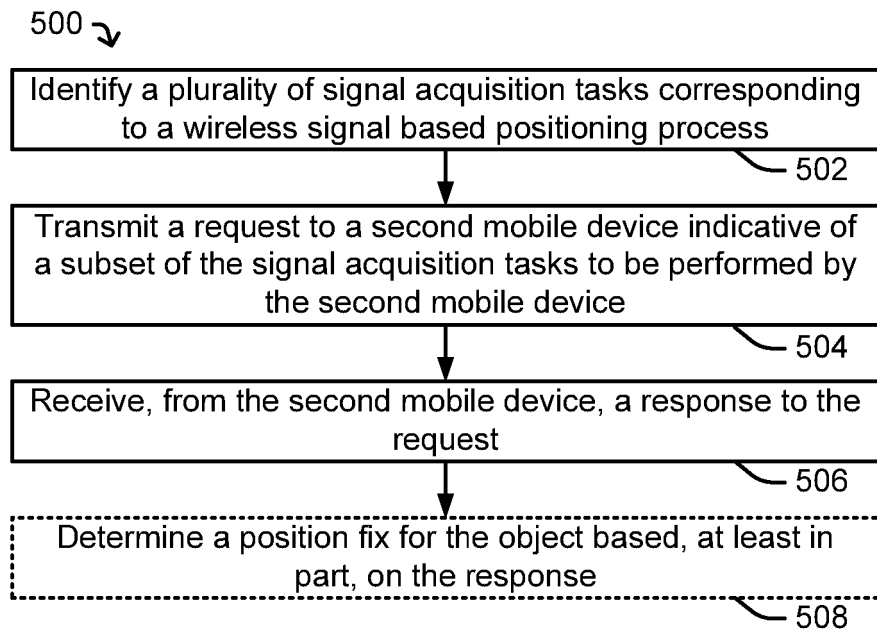 500
Identify a plurality of signal acquisition tasks corresponding
to a wireless signal based positioning process
502
Transmit a request to a second mobile device indicative of
a subset of the signal acquisition tasks to be performed by
the second mobile device
504
Receive, from the second mobile device, a response to the
request
506
Determine a position fix for the object based, at least in
part, on the response
508